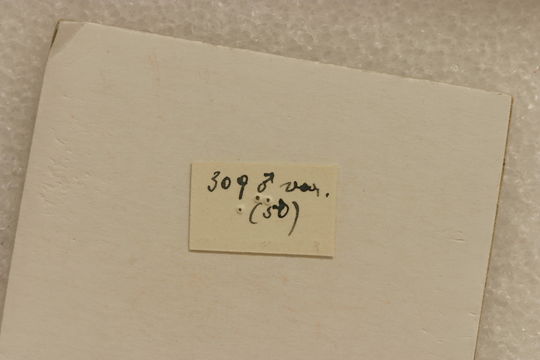 309 ♂ var.
(50)